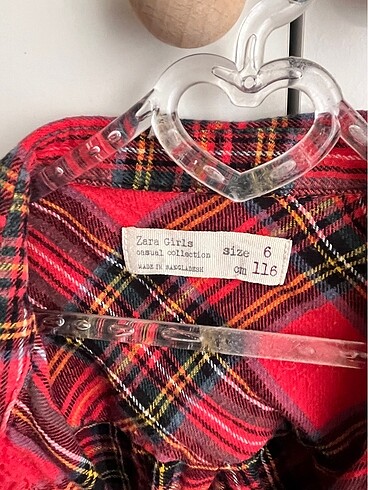 Zara Girls
casual collection
MADE IN BANGLADESH
size 6
cm 116